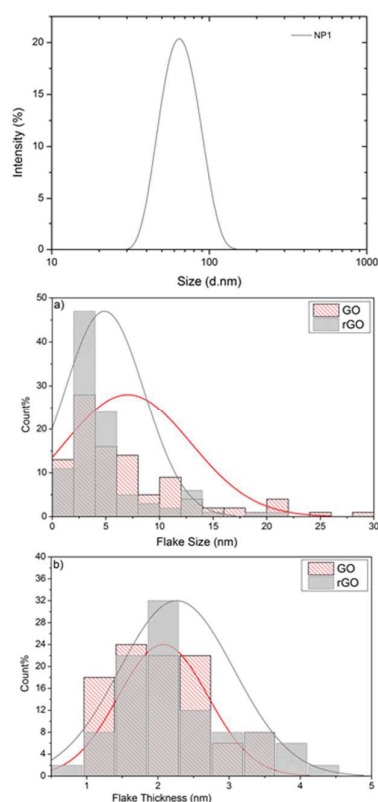 NP1
Intensity (%)
20
15
10
5
0
10
100
1000
Size (d.nm)
a)
GO
rGO
Count%
50
40
30
20
10
0
0
5
10
15
20
25
30
Flake Size (nm)
b)
GO
rGO
Count%
40
36
32
28
24
20
16
12
8
4
0
1
2
3
4
5
Flake Thickness (nm)